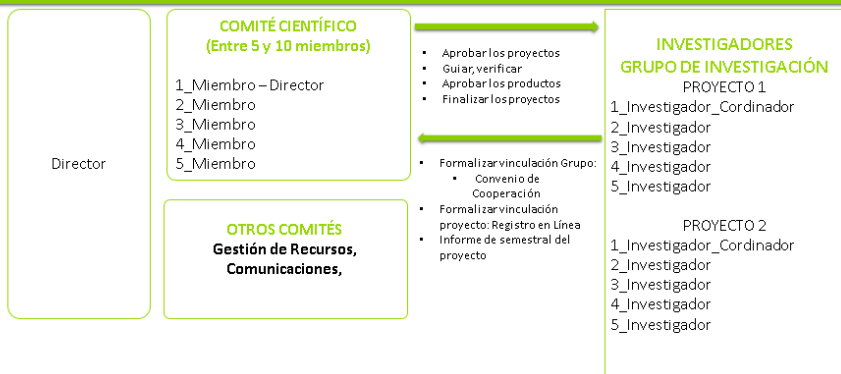 Director
COMITÉ CIENTÍFICO
(Entre 5 y 10 miembros)
1_Miembro – Director
2_Miembro
3_Miembro
4_Miembro
5_Miembro
OTROS COMITÉS
Gestión de Recursos,
Comunicaciones,
• Aprobar los proyectos
• Guiar, verificar
• Aprobar los productos
• Finalizar los proyectos
• Formalizar vinculación Grupo:
• Convenio de
Cooperación
• Formalizar vinculación
proyecto: Registro en Línea
• Informe de semestral del
proyecto
INVESTIGADORES
GRUPO DE INVESTIGACIÓN
PROYECTO 1
1_Investigador_Cordinador
2_Investigador
3_Investigador
4_Investigador
5_Investigador
PROYECTO 2
1_Investigador_Cordinador
2_Investigador
3_Investigador
4_Investigador
5_Investigador